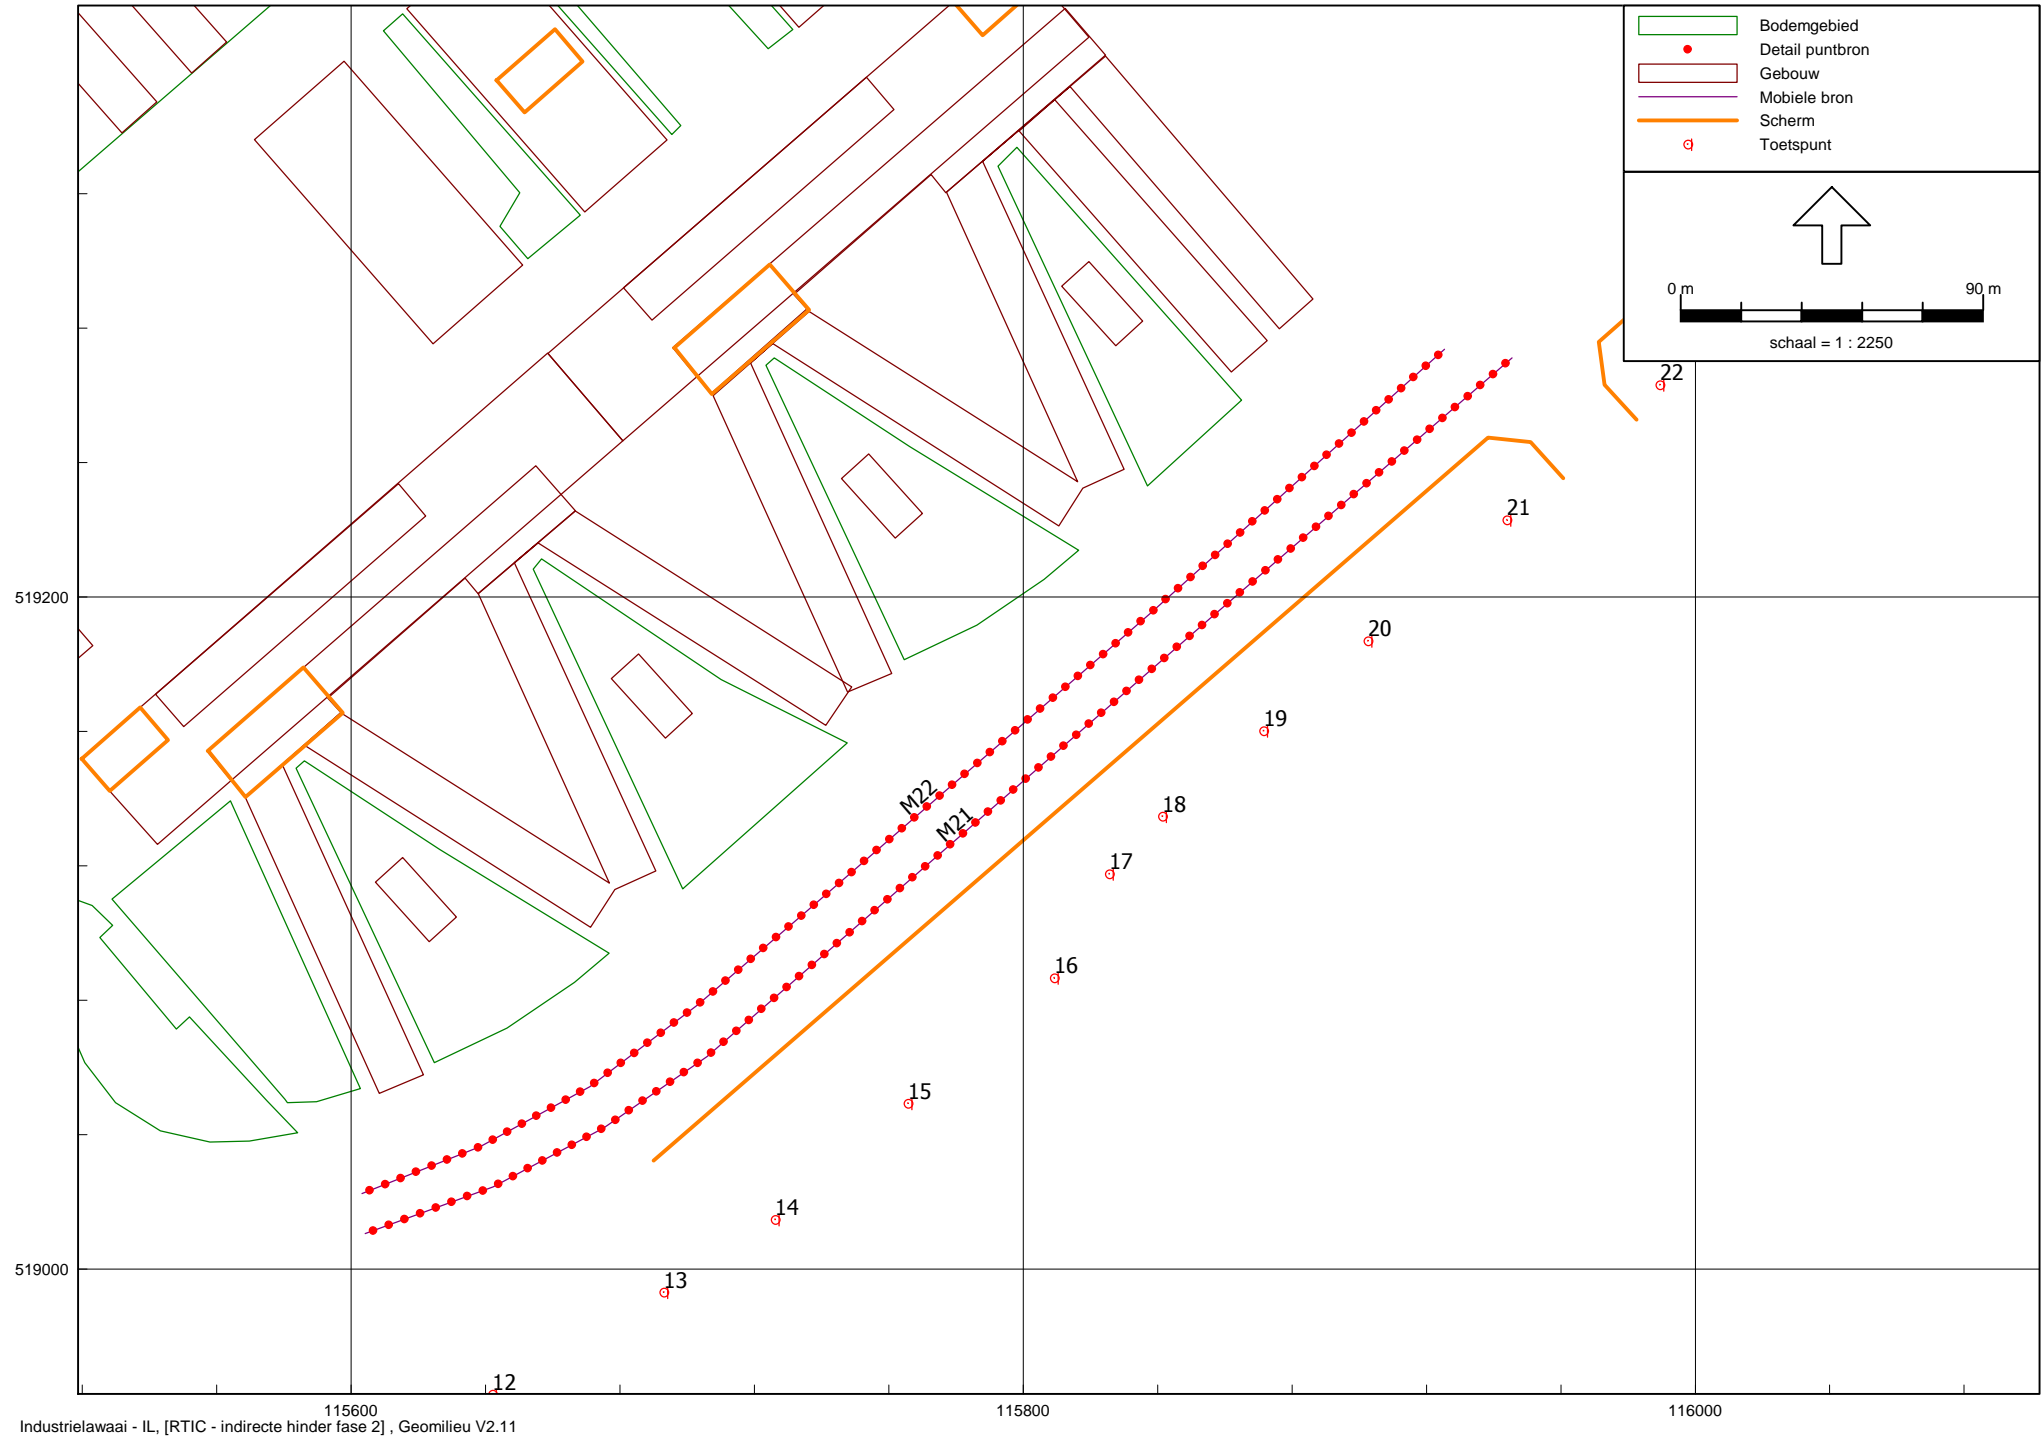 Bodemgebied
Detail puntbron
Gebouw
Mobiele bron
Scherm
Toetspunt
0 m
90 m
schaal = 1 : 2250
22
21
519200
20
19
M22
M21
18
17
16
15
14
519000
13
12
115600
115800
116000
Industrielawaai - IL, [RTIC - indirecte hinder fase 2] , Geomilieu V2.11